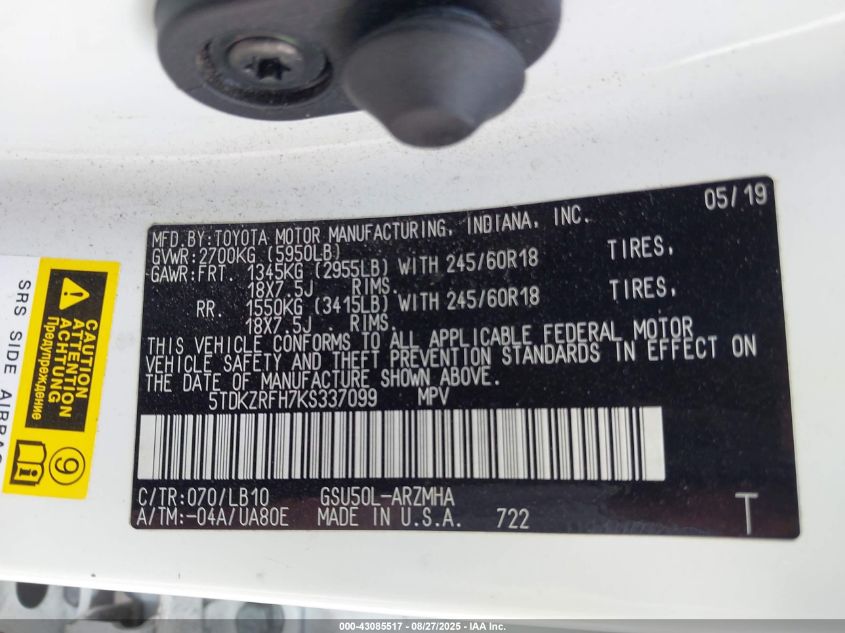 05/19
MFD.BY:TOYOTA MOTOR MANUFACTURING, INDIANA, INC.
GVWR:2700KG (5950LB)
GAWR:FRT. 1345KG (2955LB) WITH 245/60R18 TIRES,
18X7.5J . RIMS.
RR. 1550KG (3415LB) WITH 245/60R18 TIRES,
18X7.5J . RIMS.
THIS VEHICLE CONFORMS TO ALL APPLICABLE FEDERAL MOTOR
VEHICLE SAFETY AND THEFT PREVENTION STANDARDS IN EFFECT ON
THE DATE OF MANUFACTURE SHOWN ABOVE.
5TDKZRFH7KS337099 MPV
C/TR:070/LB10 GSU50L-ARZMHA
A/TM:-04A/UA80E MADE IN U.S.A. 722 T
SRS SIDE AIRBAG
CAUTION
ATTENTION
ACHTUNG
Предупреждение
9
000-43085517 - 08/27/2025 - IAA Inc.